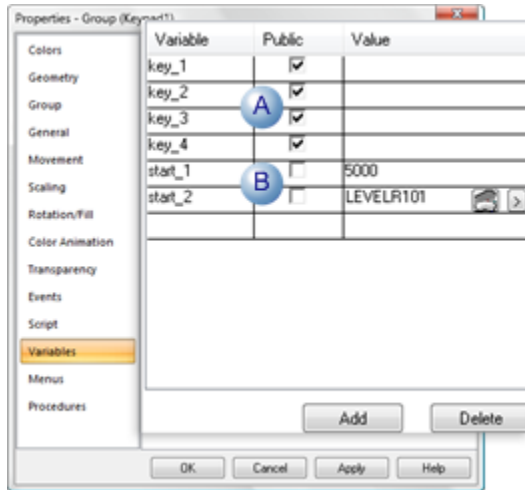 Properties - Group (Keypad1)
Colors
Geometry
Group
General
Movement
Scaling
Rotation/Fill
Color Animation
Transparency
Events
Script
Variables
Menus
Procedures
Variable Public Value
key_1
key_2
key_3
key_4
start_1 5000
start_2 LEVELR101 >
A
B
Add Delete
OK Cancel Apply Help